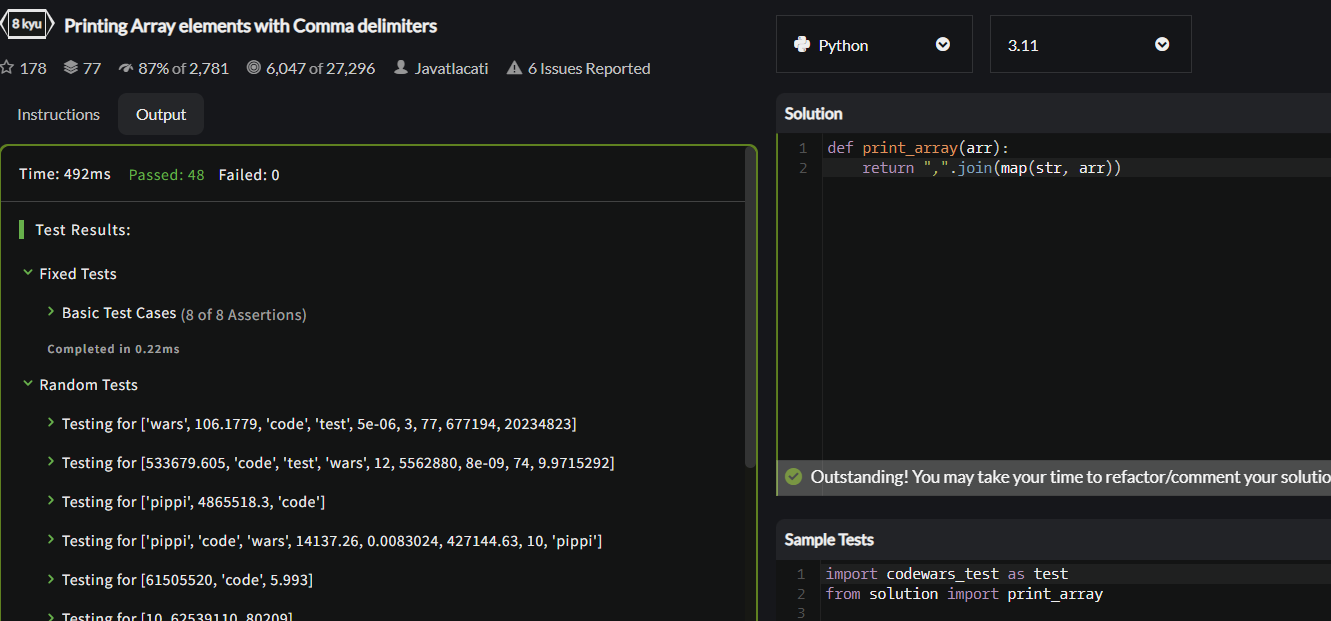 8 kyu Printing Array elements with Comma delimiters
178 77 87% of 2,781 6,047 of 27,296 Javatlacati 6 Issues Reported
Instructions Output
Time: 492ms Passed: 48 Failed: 0
Test Results:
Fixed Tests
Basic Test Cases (8 of 8 Assertions)
Completed in 0.22ms
Random Tests
Testing for ['wars', 106.1779, 'code', 'test', 5e-06, 3, 77, 677194, 20234823]
Testing for [533679.605, 'code', 'test', 'wars', 12, 5562880, 8e-09, 74, 9.9715292]
Testing for ['pippi', 4865518.3, 'code']
Testing for ['pippi', 'code', 'wars', 14137.26, 0.0083024, 427144.63, 10, 'pippi']
Testing for [61505520, 'code', 5.993]
Testing for [10, 62539110, 80209]
Python 3.11
Solution
1 def print_array(arr):
2 return ",".join(map(str, arr))
Outstanding! You may take your time to refactor/comment your solutio
Sample Tests
1 import codewars_test as test
2 from solution import print_array
3